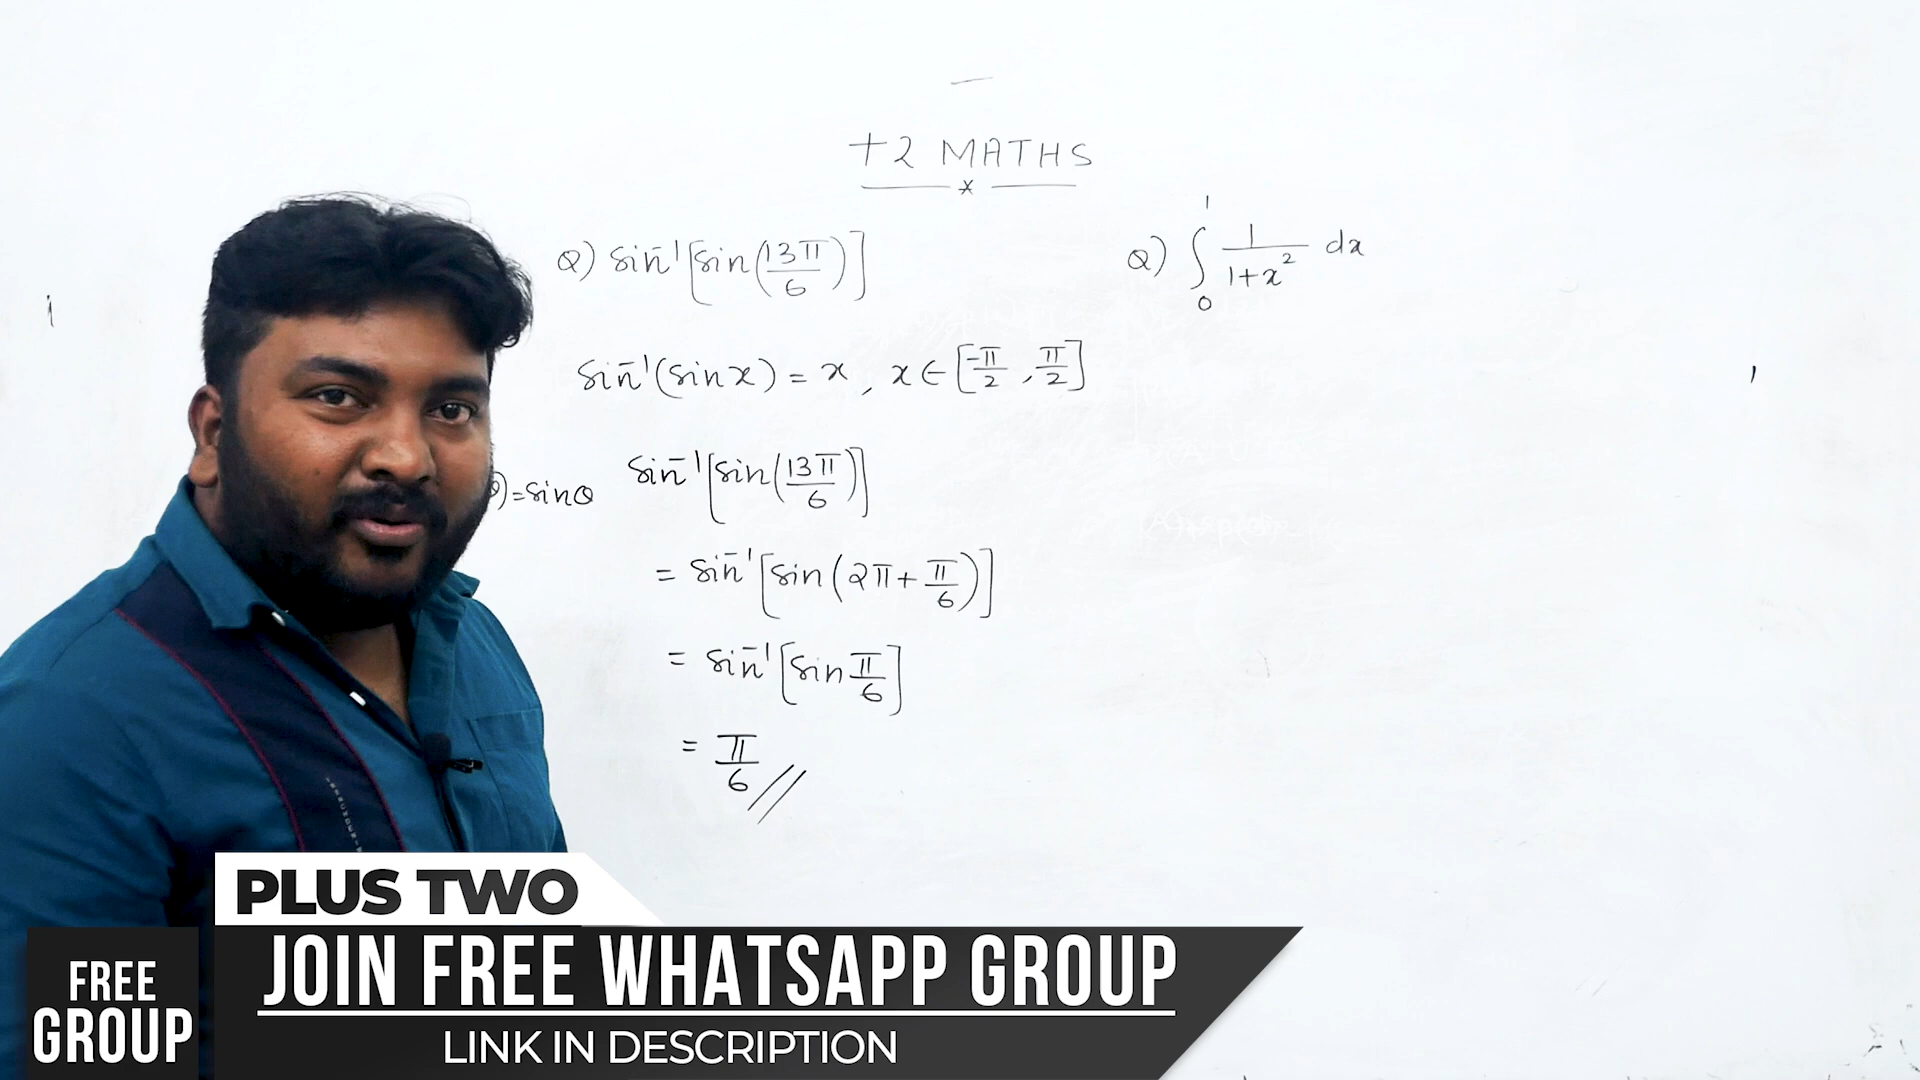 +2 MATHS
Q) sin⁻¹[sin(13π/6)]
sin⁻¹(sinx) = x, x∈[-π/2, π/2]
)=sinθ
sin⁻¹[sin(13π/6)]
= sin⁻¹[sin(2π+π/6)]
= sin⁻¹[sin π/6]
= π/6 //
Q) ∫₀¹ 1/(1+x²) dx
PLUS TWO
FREE GROUP
JOIN FREE WHATSAPP GROUP
LINK IN DESCRIPTION